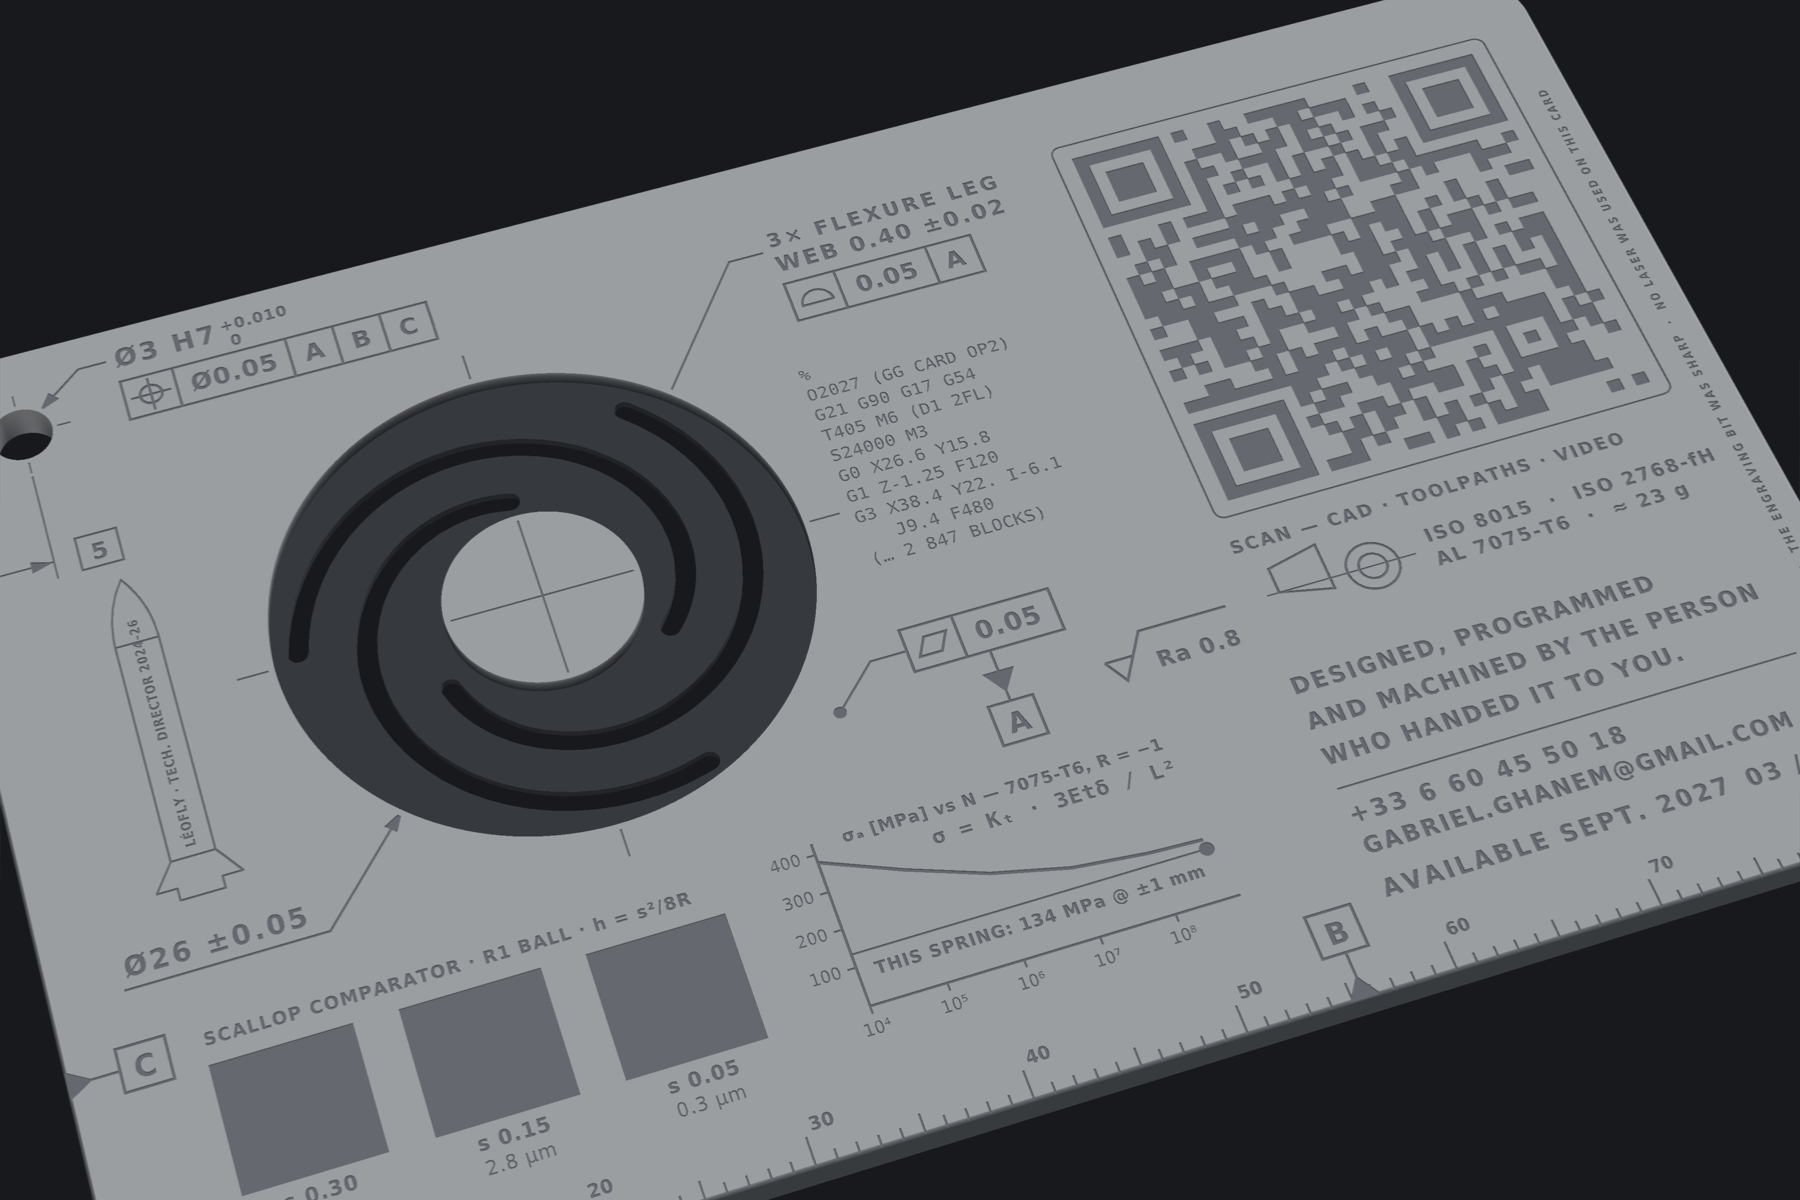 Ø3 H7 +0.010
0
Ø0.05 A B C
5
LÉOFLY · TECH. DIRECTOR 2024-26
Ø26 ±0.05
3× FLEXURE LEG
WEB 0.40 ±0.02
0.05 A
%
O2027 (GG CARD OP2)
G21 G90 G17 G54
T405 M6 (D1 2FL)
S24000 M3
G0 X26.6 Y15.8
G1 Z-1.25 F120
G3 X38.4 Y22. I-6.1
J9.4 F480
(… 2 847 BLOCKS)
0.05
A
Ra 0.8
SCAN — CAD · TOOLPATHS · VIDEO
ISO 8015 · ISO 2768-fH
AL 7075-T6 · ≈ 23 g
THE ENGRAVING BIT WAS SHARP · NO LASER WAS USED ON THIS CARD
DESIGNED, PROGRAMMED
AND MACHINED BY THE PERSON
WHO HANDED IT TO YOU.
+33 6 60 45 50 18
GABRIEL.GHANEM@GMAIL.COM
AVAILABLE SEPT. 2027 03 /
σₐ [MPa] vs N — 7075-T6, R = −1
σ = Kₜ · 3Etδ / L²
400
300
200
100
THIS SPRING: 134 MPa @ ±1 mm
10⁴ 10⁵ 10⁶ 10⁷ 10⁸
SCALLOP COMPARATOR · R1 BALL · h = s²/8R
s 0.30
s 0.15
2.8 µm
s 0.05
0.3 µm
C
B
20 30 40 50 60 70